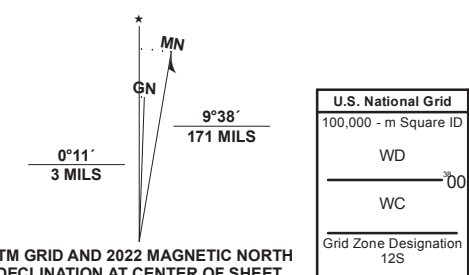 ★
MN
GN
9°38´
171 MILS
0°11´
3 MILS
TM GRID AND 2022 MAGNETIC NORTH
DECLINATION AT CENTER OF SHEET
U.S. National Grid
100,000 - m Square ID
WD
3800
WC
Grid Zone Designation
12S